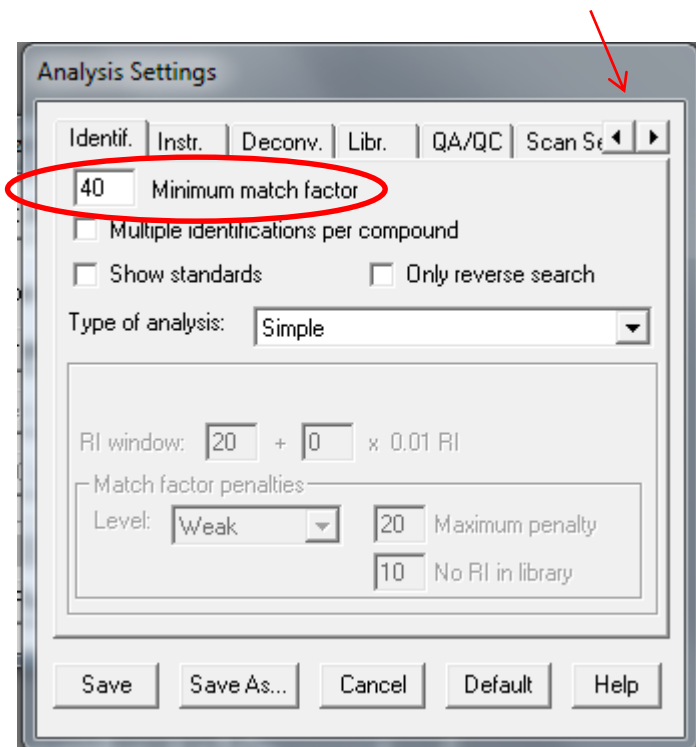 Analysis Settings
Identif. Instr. Deconv. Libr. QA/QC Scan Se
40 Minimum match factor
Multiple identifications per compound
Show standards Only reverse search
Type of analysis: Simple
RI window: 20 + 0 x 0.01 RI
Match factor penalties
Level: Weak 20 Maximum penalty
10 No RI in library
Save Save As... Cancel Default Help